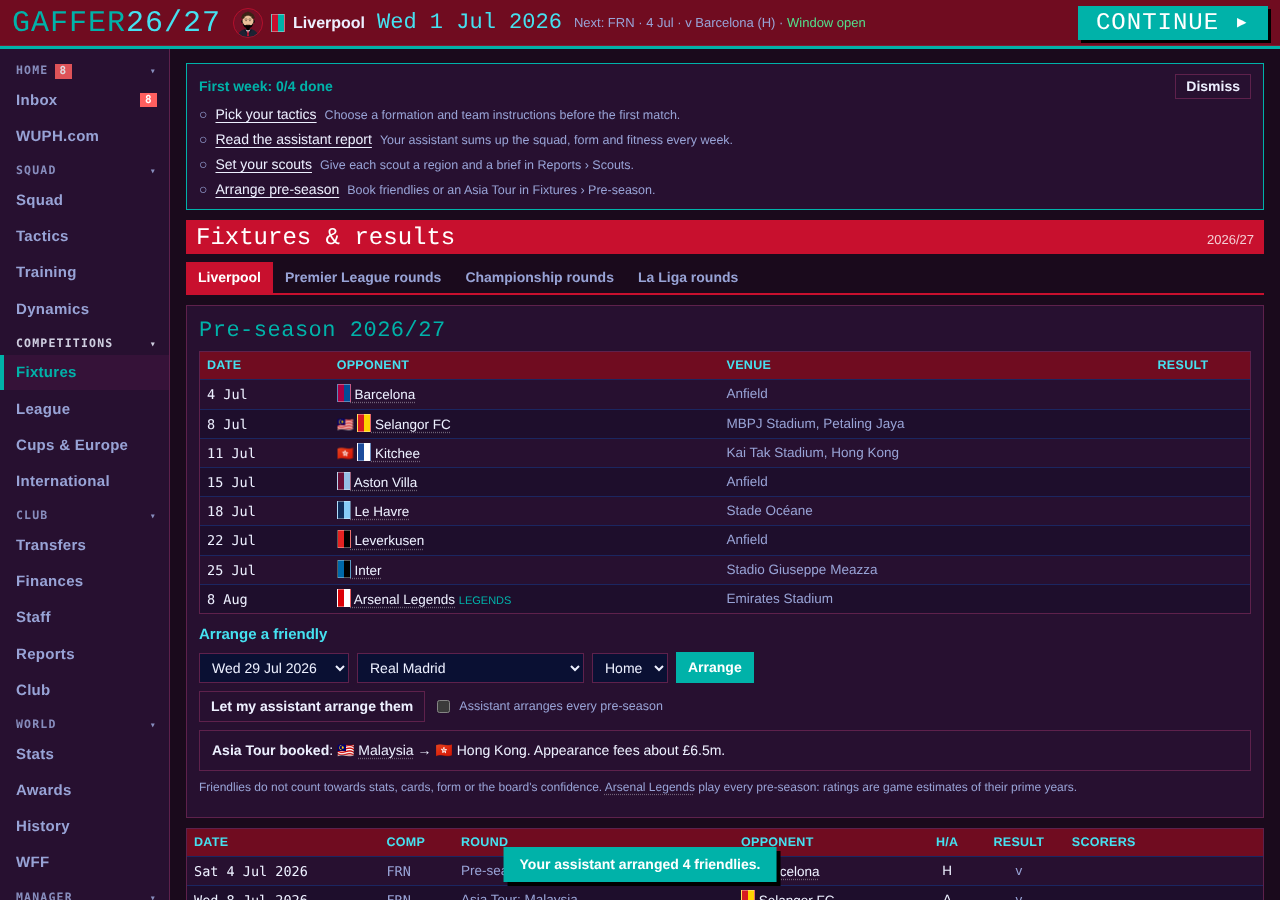 GAFFER26/27 Liverpool Wed 1 Jul 2026 Next: FRN · 4 Jul · v Barcelona (H) · Window open CONTINUE ►
HOME 8 ▾
Inbox 8
WUPH.com
SQUAD ▾
Squad
Tactics
Training
Dynamics
COMPETITIONS ▾
Fixtures
League
Cups & Europe
International
CLUB ▾
Transfers
Finances
Staff
Reports
Club
WORLD ▾
Stats
Awards
History
WFF
MANAGER ▾
First week: 0/4 done Dismiss
○ Pick your tactics Choose a formation and team instructions before the first match.
○ Read the assistant report Your assistant sums up the squad, form and fitness every week.
○ Set your scouts Give each scout a region and a brief in Reports › Scouts.
○ Arrange pre-season Book friendlies or an Asia Tour in Fixtures › Pre-season.
Fixtures & results 2026/27
Liverpool Premier League rounds Championship rounds La Liga rounds
Pre-season 2026/27
DATE OPPONENT VENUE RESULT
4 Jul Barcelona Anfield
8 Jul 🇲🇾 Selangor FC MBPJ Stadium, Petaling Jaya
11 Jul 🇭🇰 Kitchee Kai Tak Stadium, Hong Kong
15 Jul Aston Villa Anfield
18 Jul Le Havre Stade Océane
22 Jul Leverkusen Anfield
25 Jul Inter Stadio Giuseppe Meazza
8 Aug Arsenal Legends LEGENDS Emirates Stadium
Arrange a friendly
Wed 29 Jul 2026 Real Madrid Home Arrange
Let my assistant arrange them Assistant arranges every pre-season
Asia Tour booked: 🇲🇾 Malaysia → 🇭🇰 Hong Kong. Appearance fees about £6.5m.
Friendlies do not count towards stats, cards, form or the board's confidence. Arsenal Legends play every pre-season: ratings are game estimates of their prime years.
DATE COMP ROUND OPPONENT H/A RESULT SCORERS
Sat 4 Jul 2026 FRN H v
Your assistant arranged 4 friendlies.
Wed 8 Jul 2026 FRN Asia Tour: Malaysia Selangor FC A v